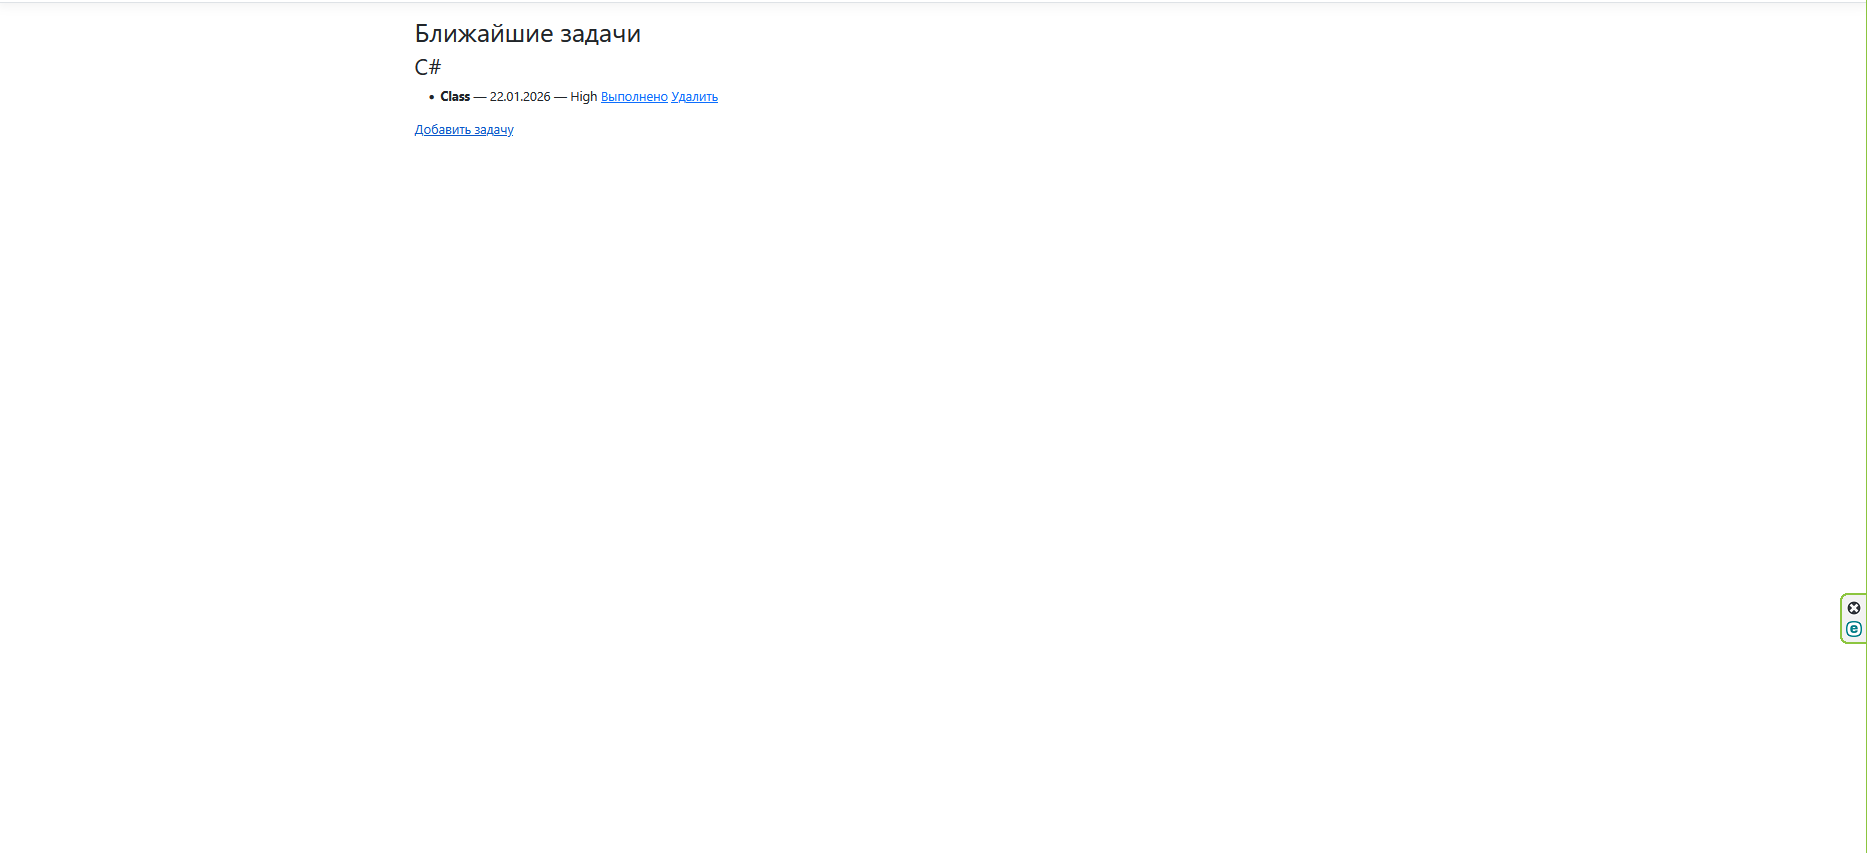 Ближайшие задачи
C#
• Class — 22.01.2026 — High Выполнено Удалить
Добавить задачу
e